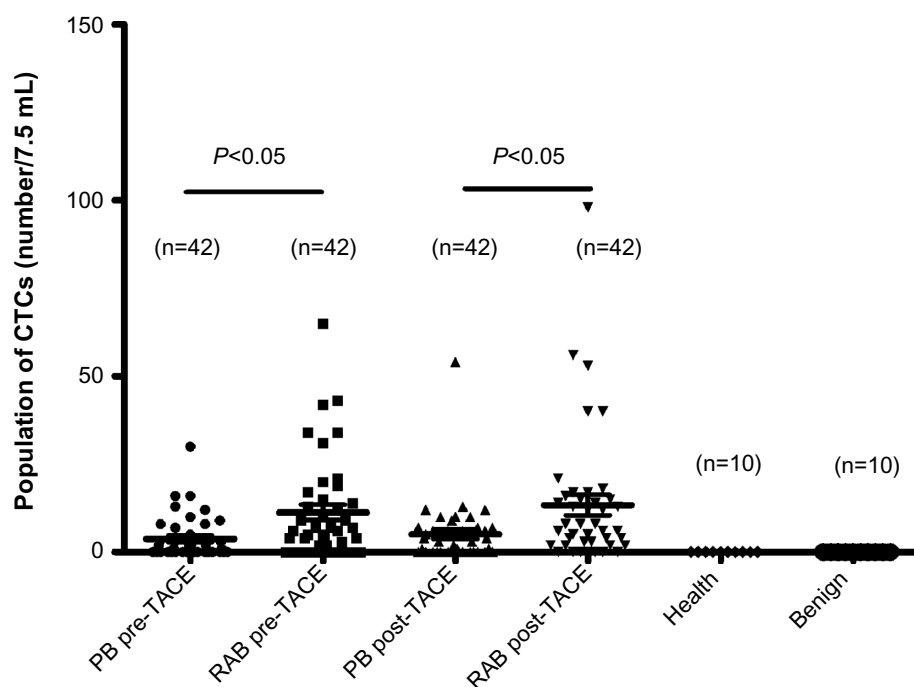 Population of CTCs (number/7.5 mL)
150
100
50
0
P<0.05
P<0.05
(n=42)
(n=42)
(n=42)
(n=42)
(n=10)
(n=10)
PB pre-TACE
RAB pre-TACE
PB post-TACE
RAB post-TACE
Health
Benign